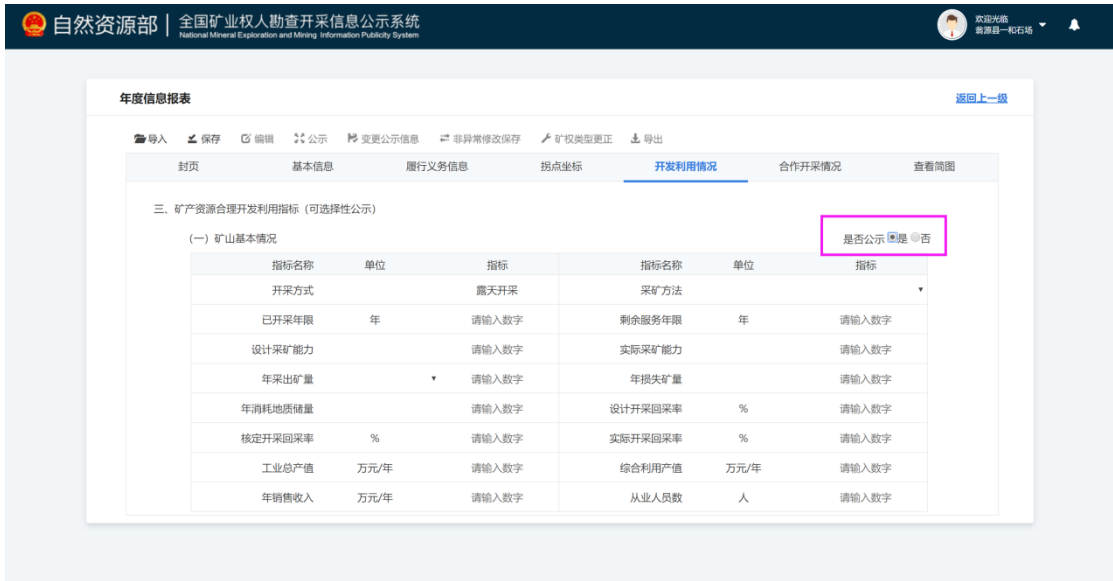 自然资源部 | 全国矿业权人勘查开采信息公示系统
National Mineral Exploration and Mining Information Publicity System
欢迎光临
翁源县一和石场
年度信息报表 返回上一级
导入 保存 编辑 公示 变更公示信息 非异常修改保存 矿权类型更正 导出
封页 基本信息 履行义务信息 拐点坐标 开发利用情况 合作开采情况 查看简图
三、矿产资源合理开发利用指标（可选择性公示）
（一）矿山基本情况 是否公示 是 否
指标名称 单位 指标 指标名称 单位 指标
开采方式 露天开采 采矿方法
已开采年限 年 请输入数字 剩余服务年限 年 请输入数字
设计采矿能力 请输入数字 实际采矿能力 请输入数字
年采出矿量 请输入数字 年损失矿量 请输入数字
年消耗地质储量 请输入数字 设计开采回采率 % 请输入数字
核定开采回采率 % 请输入数字 实际开采回采率 % 请输入数字
工业总产值 万元/年 请输入数字 综合利用产值 万元/年 请输入数字
年销售收入 万元/年 请输入数字 从业人员数 人 请输入数字